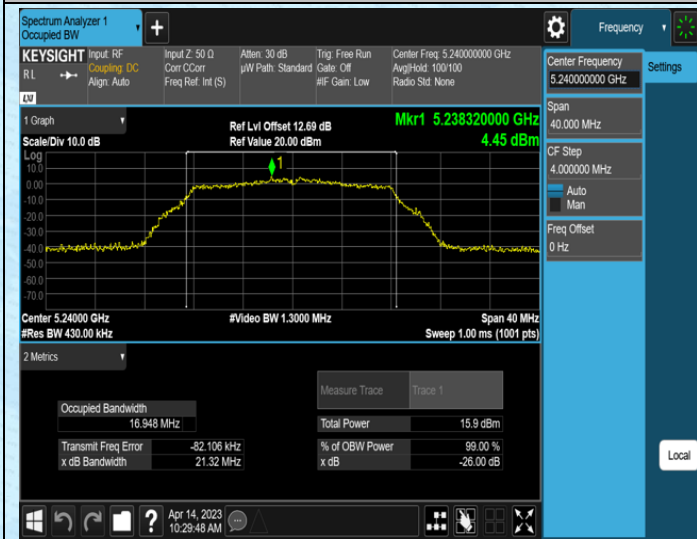 Spectrum Analyzer 1
Occupied BW
+
Frequency
KEYSIGHT
RL
LXI
Input: RF
Coupling: DC
Align: Auto
Input Z: 50 Ω
Corr CCorr
Freq Ref: Int (S)
Atten: 30 dB
µW Path: Standard
Trig: Free Run
Gate: Off
#IF Gain: Low
Center Freq: 5.240000000 GHz
Avg|Hold: 100/100
Radio Std: None
Center Frequency
5.240000000 GHz
Settings
Span
40.000 MHz
CF Step
4.000000 MHz
Auto
Man
Freq Offset
0 Hz
Local
1 Graph
Scale/Div 10.0 dB
Ref Lvl Offset 12.69 dB
Ref Value 20.00 dBm
Mkr1 5.238320000 GHz
4.45 dBm
Log
10.0
0.00
-10.0
-20.0
-30.0
-40.0
-50.0
-60.0
-70.0
1
Center 5.24000 GHz
#Res BW 430.00 kHz
#Video BW 1.3000 MHz
Span 40 MHz
Sweep 1.00 ms (1001 pts)
2 Metrics
Measure Trace Trace 1
Occupied Bandwidth
16.948 MHz
Total Power 15.9 dBm
Transmit Freq Error -82.106 kHz
% of OBW Power 99.00 %
x dB Bandwidth 21.32 MHz
x dB -26.00 dB
?
Apr 14, 2023
10:29:48 AM